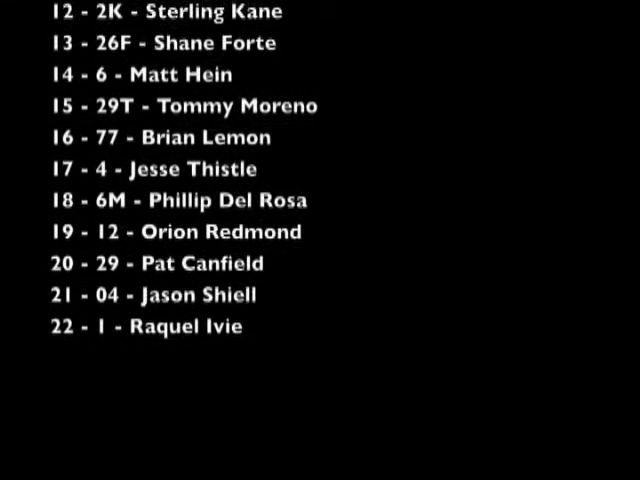 12 - 2K - Sterling Kane
13 - 26F - Shane Forte
14 - 6 - Matt Hein
15 - 29T - Tommy Moreno
16 - 77 - Brian Lemon
17 - 4 - Jesse Thistle
18 - 6M - Phillip Del Rosa
19 - 12 - Orion Redmond
20 - 29 - Pat Canfield
21 - 04 - Jason Shiell
22 - 1 - Raquel Ivie